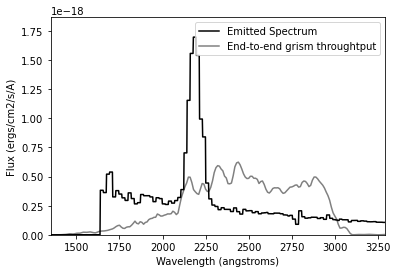 1e−18
Emitted Spectrum
End-to-end grism throughtput
1.75
1.50
1.25
1.00
0.75
0.50
0.25
0.00
Flux (ergs/cm2/s/A)
1500 1750 2000 2250 2500 2750 3000 3250
Wavelength (angstroms)